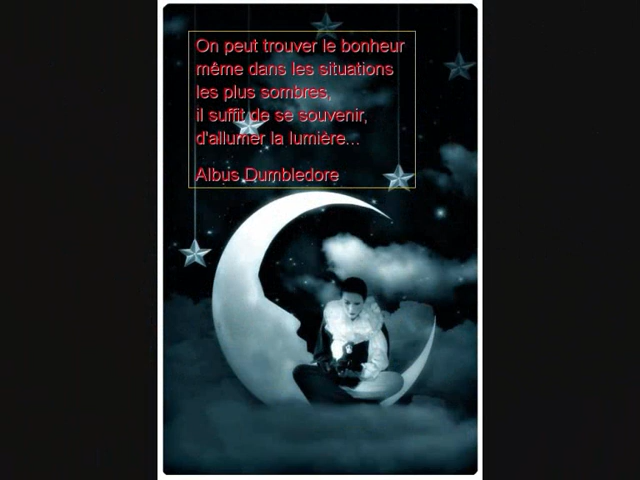 On peut trouver le bonheur
même dans les situations
les plus sombres,
il suffit de se souvenir,
d'allumer la lumière...
Albus Dumbledore